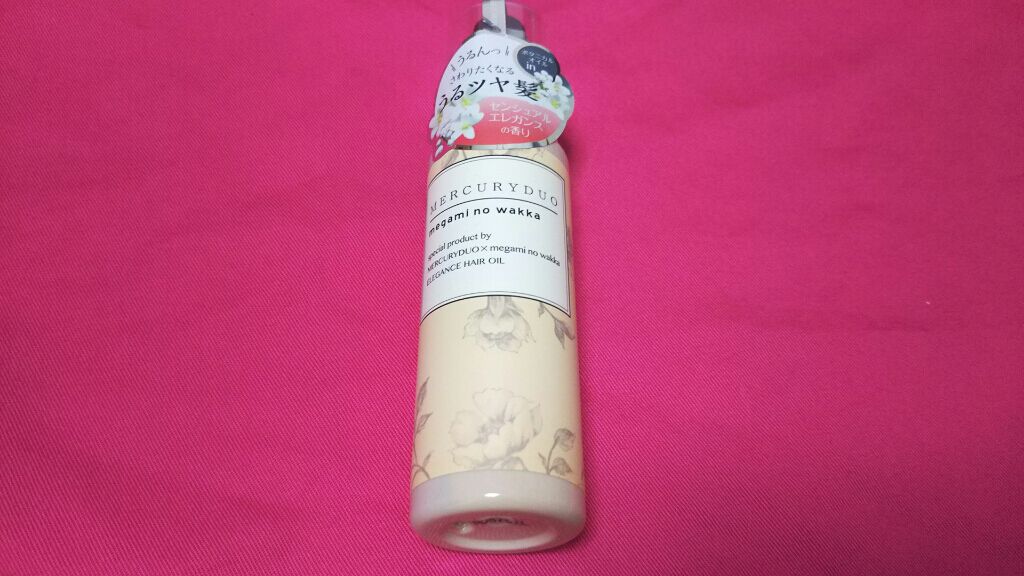 うるんっ!
さわりたくなる
うるツヤ髪
ボタニカル
オイル
in
センシュアル
エレガンス
の香り
MERCURYDUO
megami no wakka
special product by
MERCURYDUO×megami no wakka
ELEGANCE HAIR OIL